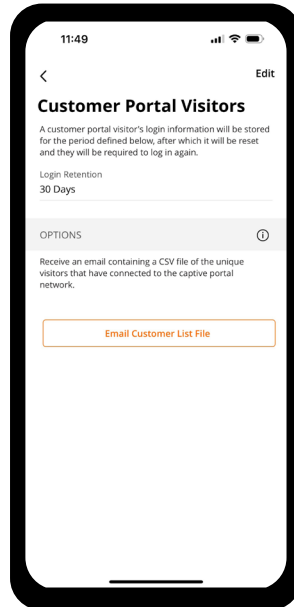 11:49
Edit
Customer Portal Visitors
A customer portal visitor's login information will be stored
for the period defined below, after which it will be reset
and they will be required to log in again.
Login Retention
30 Days
OPTIONS
Receive an email containing a CSV file of the unique
visitors that have connected to the captive portal
network.
Email Customer List File